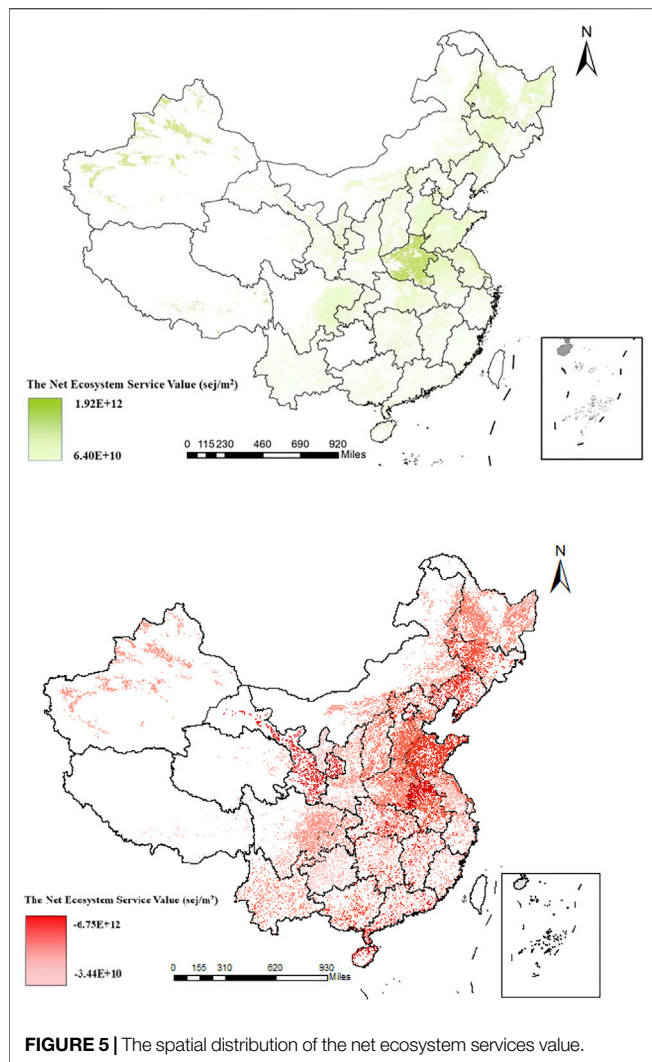 N
The Net Ecosystem Service Value (sej/m²)
1.92E+12
6.40E+10
0 115 230 460 690 920
Miles
N
The Net Ecosystem Service Value (sej/m²)
-6.75E+12
-3.44E+10
0 155 310 620 930
Miles
FIGURE 5 | The spatial distribution of the net ecosystem services value.